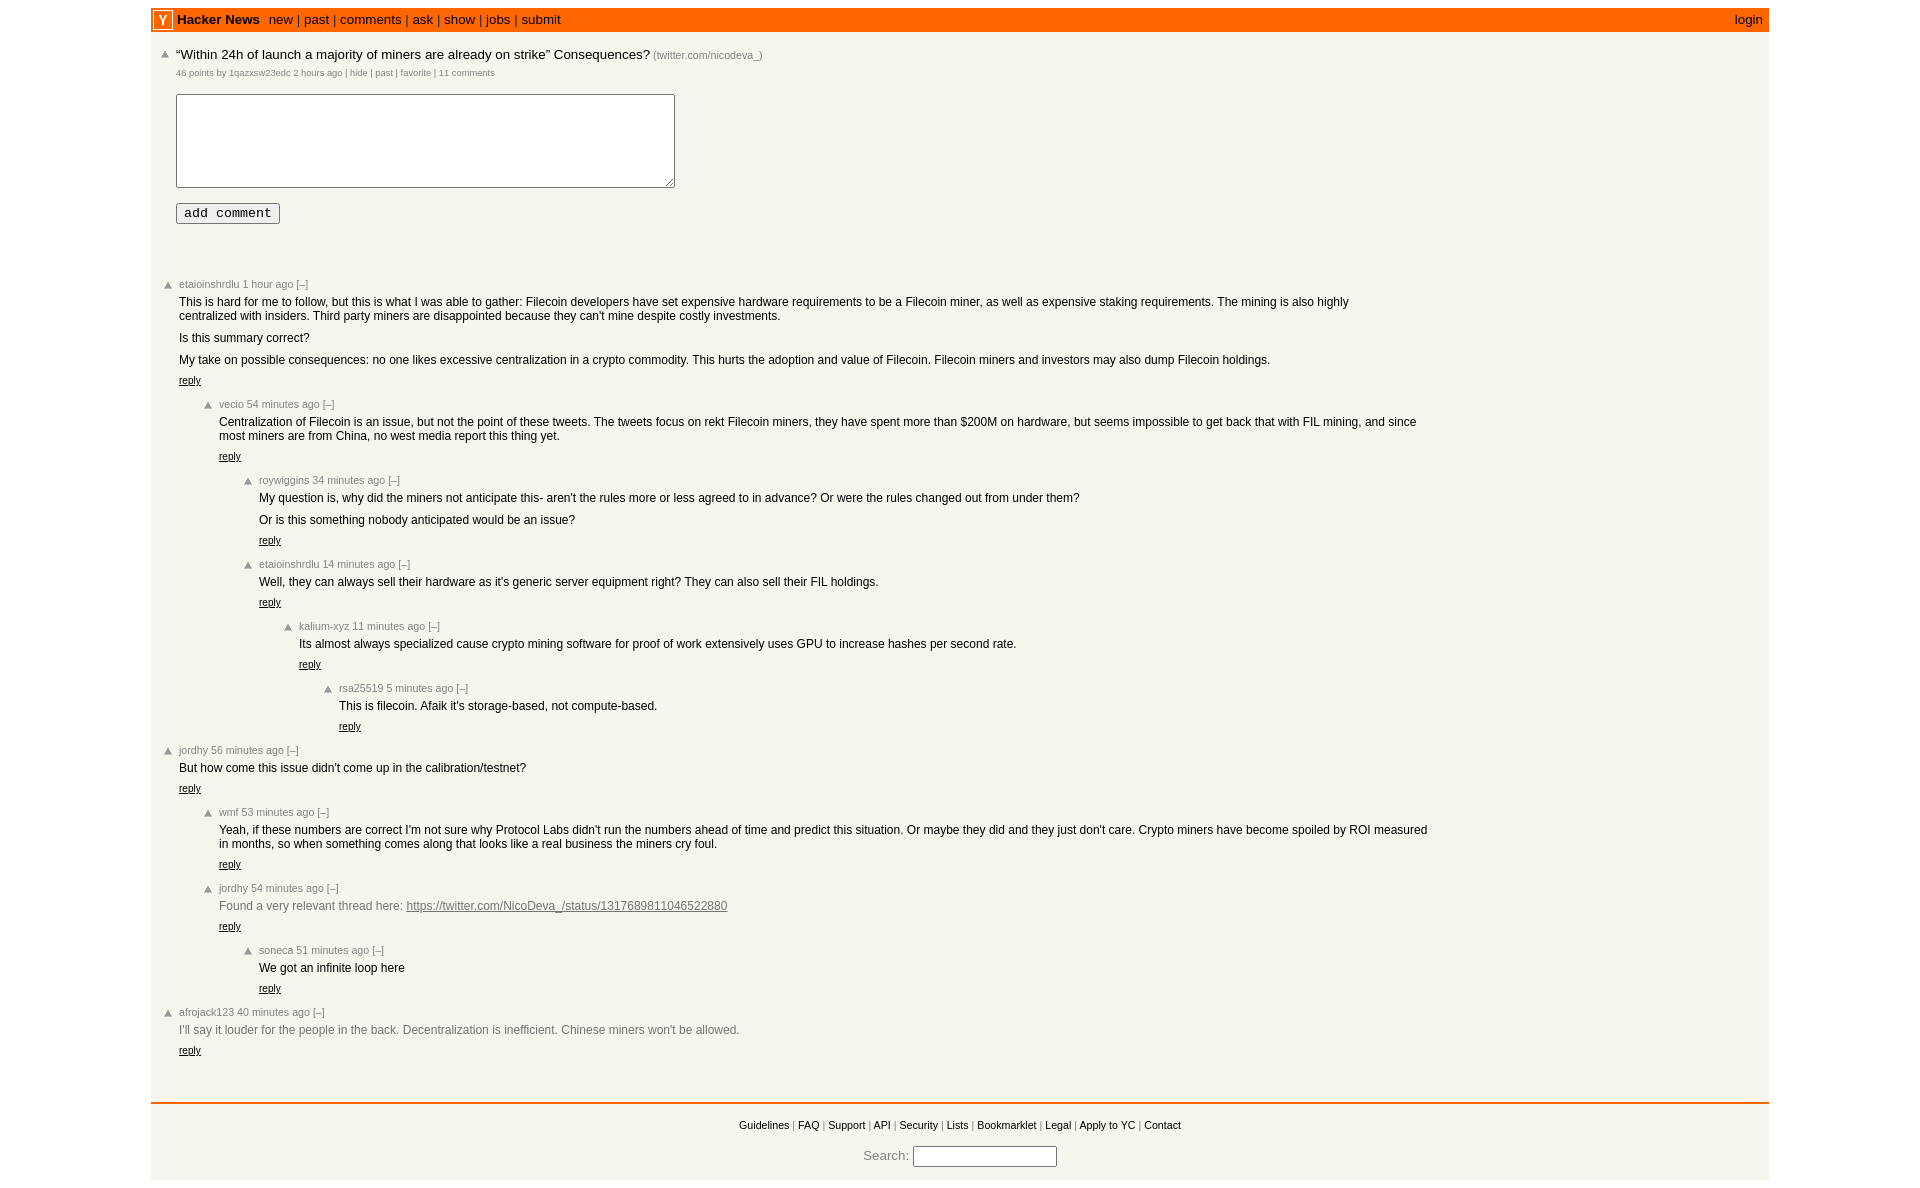 Y Hacker News new | past | comments | ask | show | jobs | submit login
“Within 24h of launch a majority of miners are already on strike” Consequences? (twitter.com/nicodeva_)
46 points by 1qazxsw23edc 2 hours ago | hide | past | favorite | 11 comments
add comment
etaioinshrdlu 1 hour ago [–]
This is hard for me to follow, but this is what I was able to gather: Filecoin developers have set expensive hardware requirements to be a Filecoin miner, as well as expensive staking requirements. The mining is also highly
centralized with insiders. Third party miners are disappointed because they can't mine despite costly investments.
Is this summary correct?
My take on possible consequences: no one likes excessive centralization in a crypto commodity. This hurts the adoption and value of Filecoin. Filecoin miners and investors may also dump Filecoin holdings.
reply
vecio 54 minutes ago [–]
Centralization of Filecoin is an issue, but not the point of these tweets. The tweets focus on rekt Filecoin miners, they have spent more than $200M on hardware, but seems impossible to get back that with FIL mining, and since
most miners are from China, no west media report this thing yet.
reply
roywiggins 34 minutes ago [–]
My question is, why did the miners not anticipate this- aren't the rules more or less agreed to in advance? Or were the rules changed out from under them?
Or is this something nobody anticipated would be an issue?
reply
etaioinshrdlu 14 minutes ago [–]
Well, they can always sell their hardware as it's generic server equipment right? They can also sell their FIL holdings.
reply
kalium-xyz 11 minutes ago [–]
Its almost always specialized cause crypto mining software for proof of work extensively uses GPU to increase hashes per second rate.
reply
rsa25519 5 minutes ago [–]
This is filecoin. Afaik it's storage-based, not compute-based.
reply
jordhy 56 minutes ago [–]
But how come this issue didn't come up in the calibration/testnet?
reply
wmf 53 minutes ago [–]
Yeah, if these numbers are correct I'm not sure why Protocol Labs didn't run the numbers ahead of time and predict this situation. Or maybe they did and they just don't care. Crypto miners have become spoiled by ROI measured
in months, so when something comes along that looks like a real business the miners cry foul.
reply
jordhy 54 minutes ago [–]
Found a very relevant thread here: https://twitter.com/NicoDeva_/status/1317689811046522880
reply
soneca 51 minutes ago [–]
We got an infinite loop here
reply
afrojack123 40 minutes ago [–]
I'll say it louder for the people in the back. Decentralization is inefficient. Chinese miners won't be allowed.
reply
Guidelines | FAQ | Support | API | Security | Lists | Bookmarklet | Legal | Apply to YC | Contact
Search: